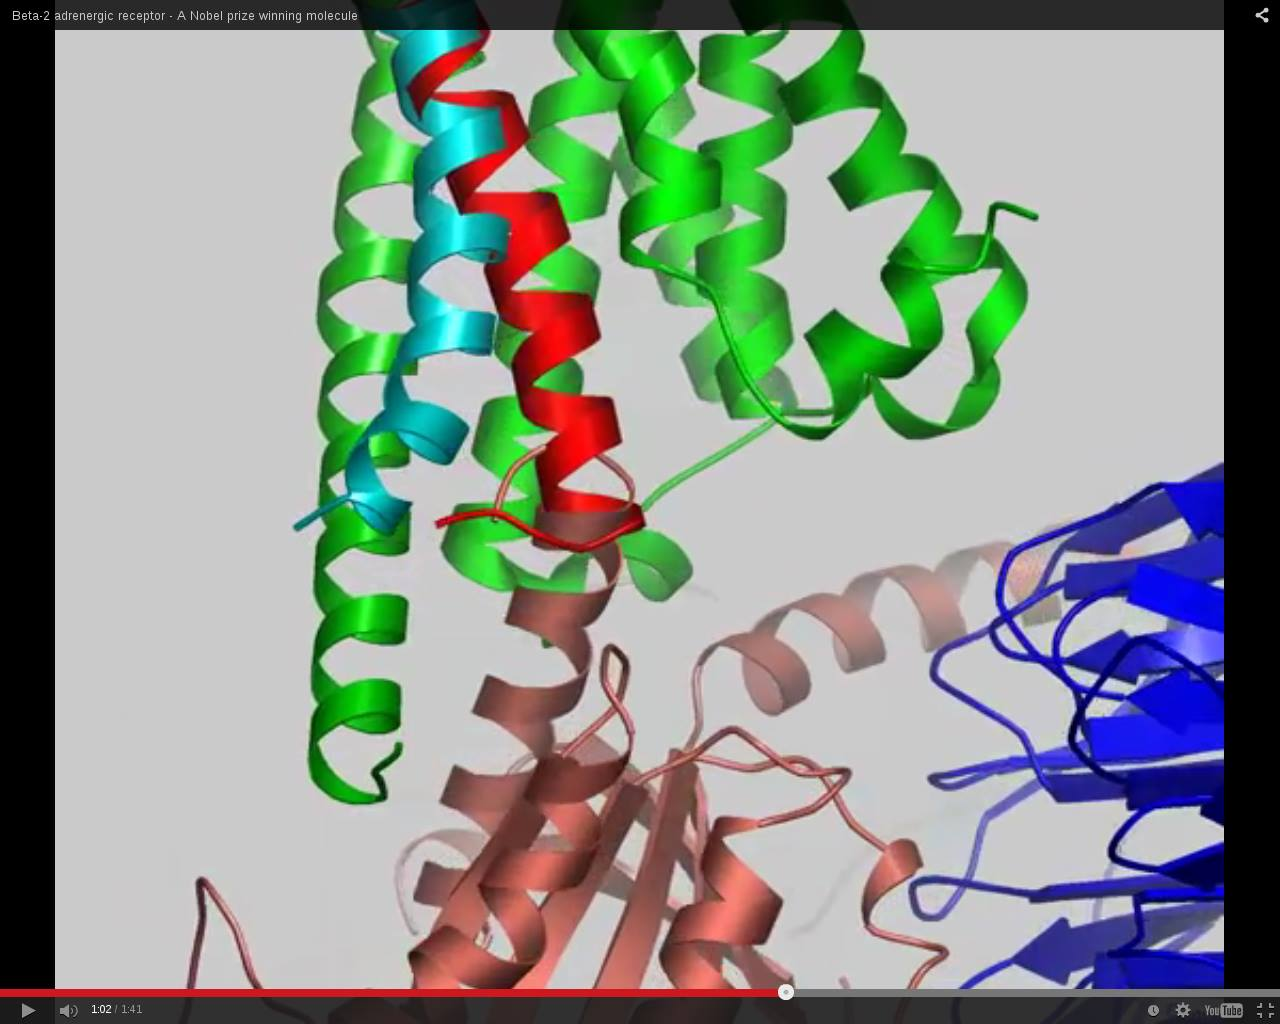 Beta-2 adrenergic receptor - A Nobel prize winning molecule
1:02 / 1:41
YouTube